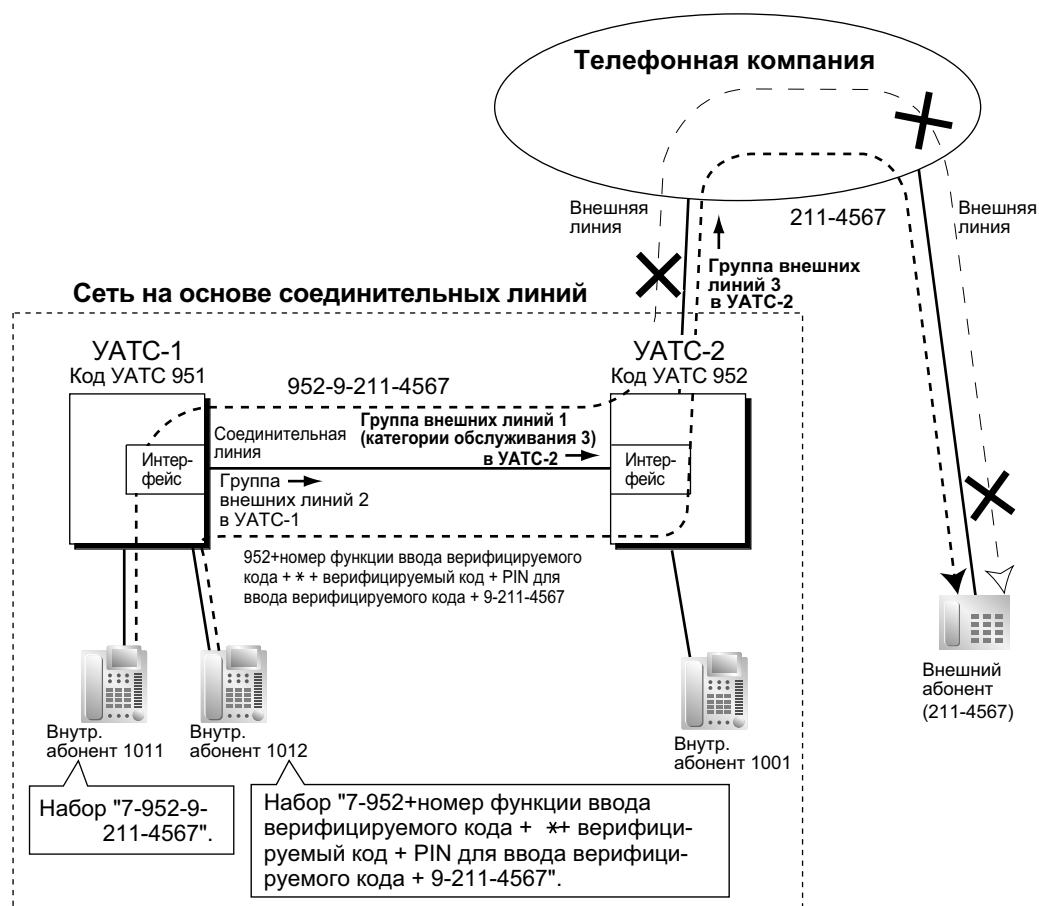 Телефонная компания
Внешняя
линия
211-4567
Внешняя
линия
Группа внешних
линий 3
в УАТС-2
Сеть на основе соединительных линий
УАТС-1
Код УАТС 951
УАТС-2
Код УАТС 952
952-9-211-4567
Соединительная
линия
Группа внешних линий 1
(категории обслуживания 3)
в УАТС-2
Интер-
фейс
Интер-
фейс
Группа
внешних линий 2
в УАТС-1
952+номер функции ввода верифицируемого
кода + * + верифицируемый код + PIN для
ввода верифицируемого кода + 9-211-4567
Внутр.
абонент 1011
Внутр.
абонент 1012
Внутр.
абонент 1001
Внешний
абонент
(211-4567)
Набор "7-952-9-
211-4567".
Набор "7-952+номер функции ввода
верифицируемого кода + *+ верифици-
руемый код + PIN для ввода верифици-
руемого кода + 9-211-4567".